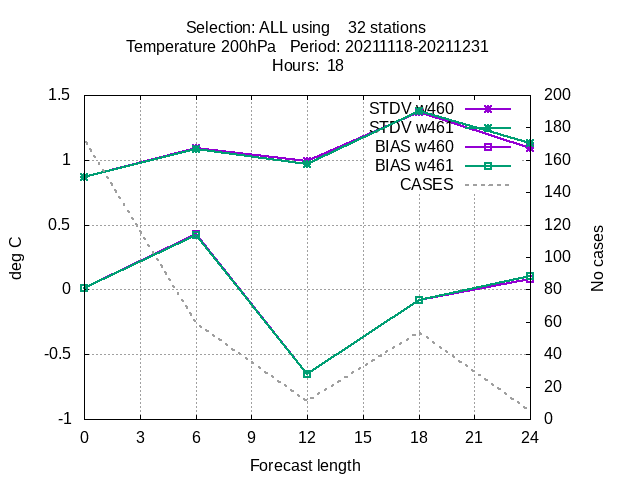 Selection: ALL using    32 stations
Temperature 200hPa   Period: 20211118-20211231
Hours:  18
STDV w460
STDV w461
BIAS w460
BIAS w461
CASES
1.5
1
0.5
0
-0.5
-1
deg C
200
180
160
140
120
100
80
60
40
20
0
No cases
0 3 6 9 12 15 18 21 24
Forecast length